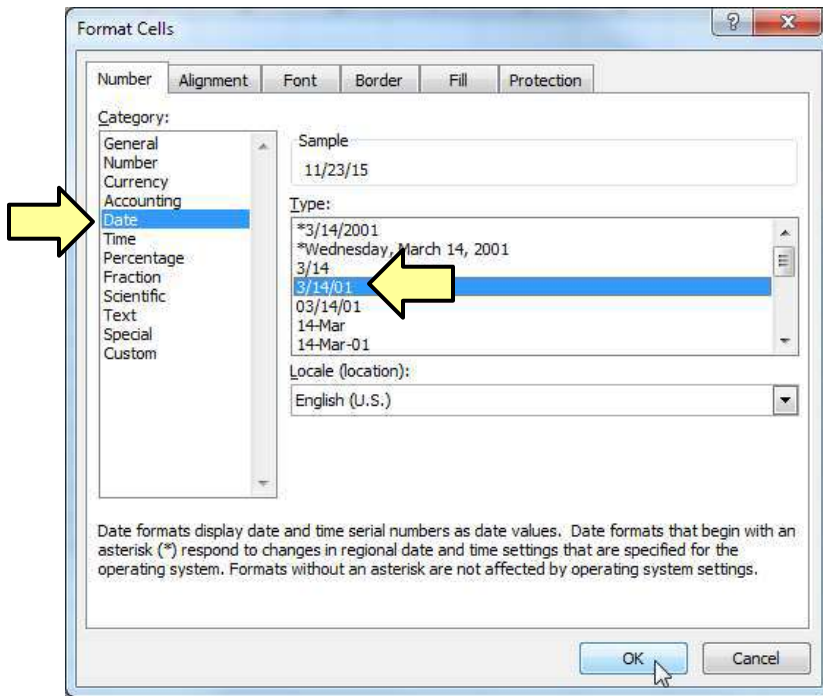 Format Cells
Number Alignment Font Border Fill Protection
Category:
General
Number
Currency
Accounting
Date
Time
Percentage
Fraction
Scientific
Text
Special
Custom
Sample
11/23/15
Type:
*3/14/2001
*Wednesday, March 14, 2001
3/14
3/14/01
03/14/01
14-Mar
14-Mar-01
Locale (location):
English (U.S.)
Date formats display date and time serial numbers as date values.  Date formats that begin with an
asterisk (*) respond to changes in regional date and time settings that are specified for the
operating system. Formats without an asterisk are not affected by operating system settings.
OK Cancel